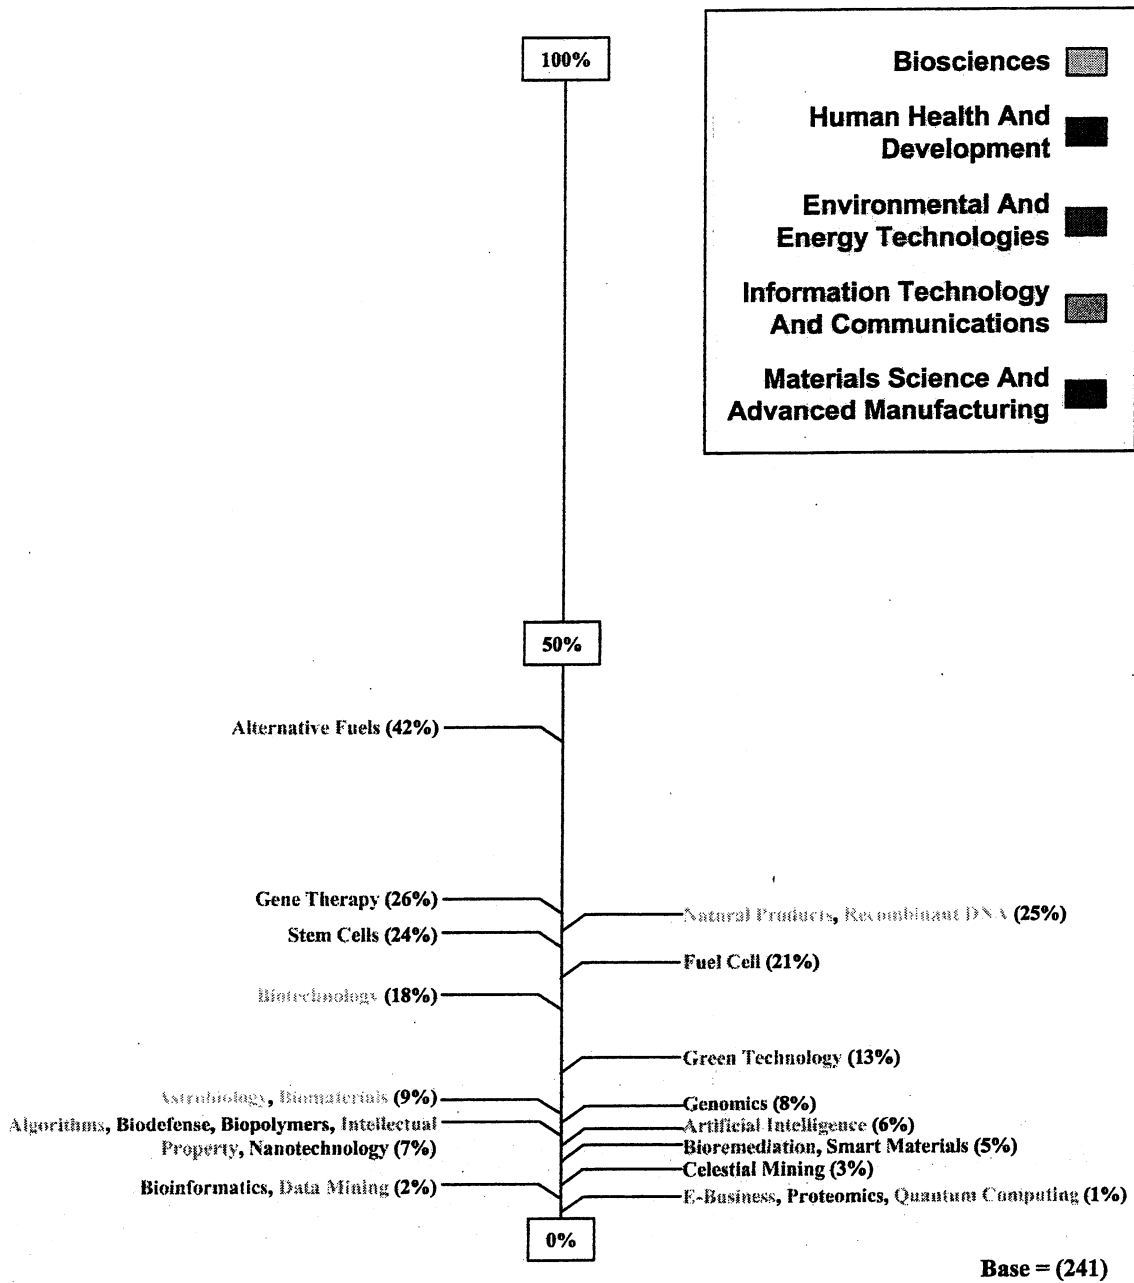 100%
Biosciences
Human Health And
Development
Environmental And
Energy Technologies
Information Technology
And Communications
Materials Science And
Advanced Manufacturing
50%
Alternative Fuels (42%)
Gene Therapy (26%)
Natural Products, Recombinant DNA (25%)
Stem Cells (24%)
Fuel Cell (21%)
Biotechnology (18%)
Green Technology (13%)
Astrobiology, Biomaterials (9%)
Genomics (8%)
Algorithms, Biodefense, Biopolymers, Intellectual
Property, Nanotechnology (7%)
Artificial Intelligence (6%)
Bioremediation, Smart Materials (5%)
Celestial Mining (3%)
Bioinformatics, Data Mining (2%)
E-Business, Proteomics, Quantum Computing (1%)
0%
Base = (241)